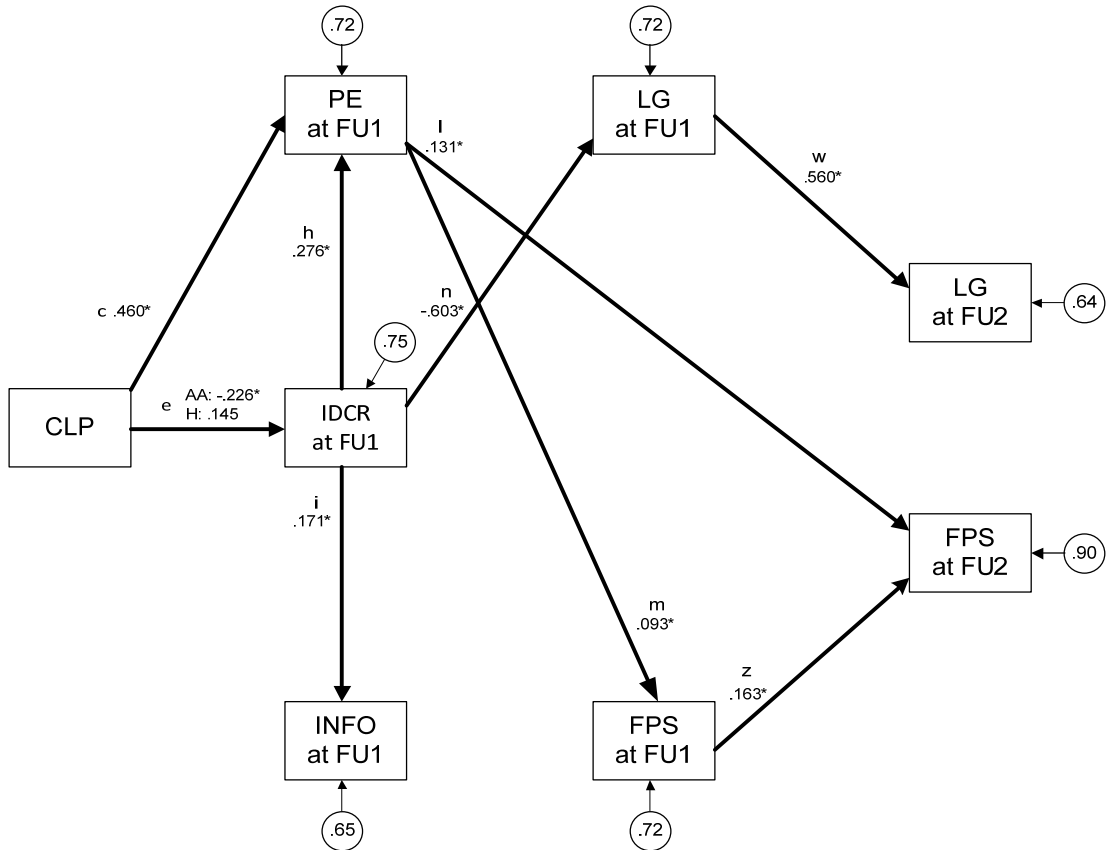 .72
.72
PE
at FU1
LG
at FU1
l
.131*
w
.560*
h
.276*
LG
at FU2
.64
n
-.603*
c .460*
.75
CLP
e
AA: -.226*
H: .145
IDCR
at FU1
i
.171*
FPS
at FU2
.90
m
.093*
z
.163*
INFO
at FU1
FPS
at FU1
.65
.72